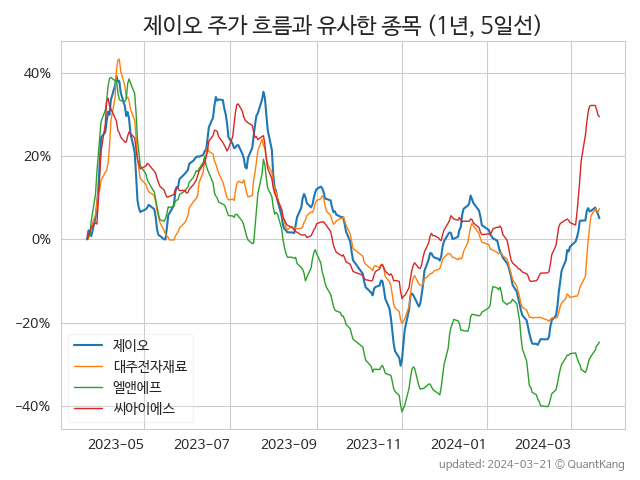 제이오 주가 흐름과 유사한 종목 (1년, 5일선)
40%
20%
0%
−20%
−40%
제이오
대주전자재료
엘앤에프
씨아이에스
2023-05
2023-07
2023-09
2023-11
2024-01
2024-03
updated: 2024-03-21 © QuantKang